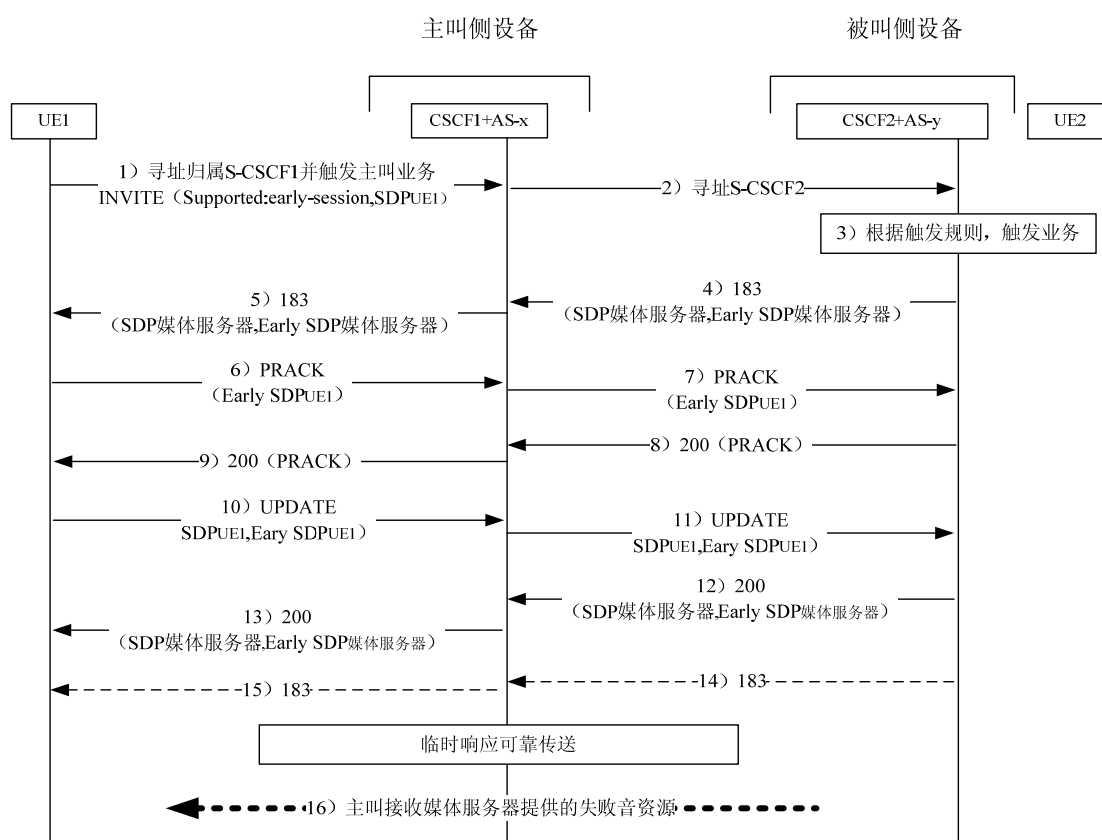 主叫侧设备
被叫侧设备
UE1
CSCF1+AS-x
CSCF2+AS-y
UE2
1）寻址归属S-CSCF1并触发主叫业务
INVITE（Supported:early-session,SDPUE1）
2）寻址S-CSCF2
3）根据触发规则，触发业务
4）183
（SDP媒体服务器,Early SDP媒体服务器）
5）183
（SDP媒体服务器,Early SDP媒体服务器）
6）PRACK
（Early SDPUE1）
7）PRACK
（Early SDPUE1）
8）200（PRACK）
9）200（PRACK）
10）UPDATE
SDPUE1,Eary SDPUE1）
11）UPDATE
SDPUE1,Eary SDPUE1）
12）200
（SDP媒体服务器,Early SDP媒体服务器）
13）200
（SDP媒体服务器,Early SDP媒体服务器）
14）183
15）183
临时响应可靠传送
16）主叫接收媒体服务器提供的失败音资源